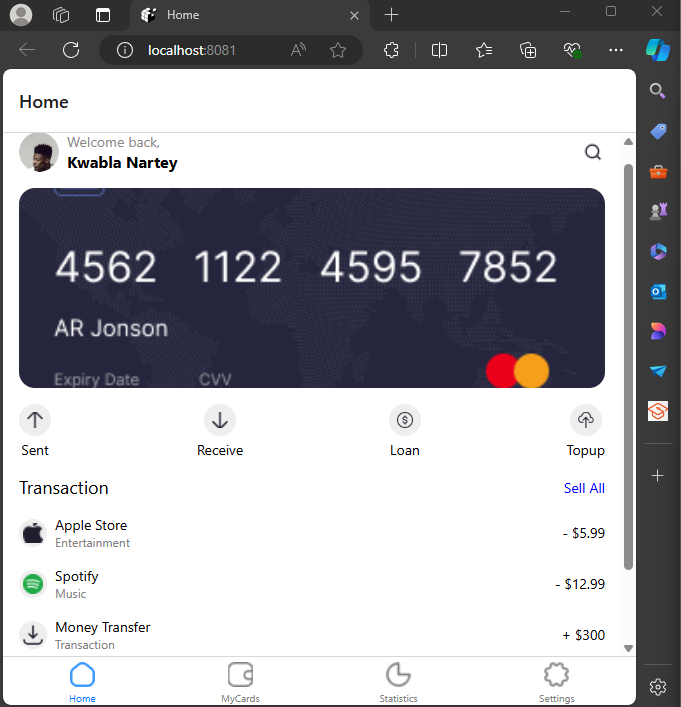 Home
localhost:8081
Home
Welcome back,
Kwabla Nartey
4562 1122 4595 7852
AR Jonson
Expiry Date CVV
Sent Receive Loan Topup
Transaction Sell All
Apple Store
Entertainment
- $5.99
Spotify
Music
- $12.99
Money Transfer
Transaction
+ $300
Home MyCards Statistics Settings